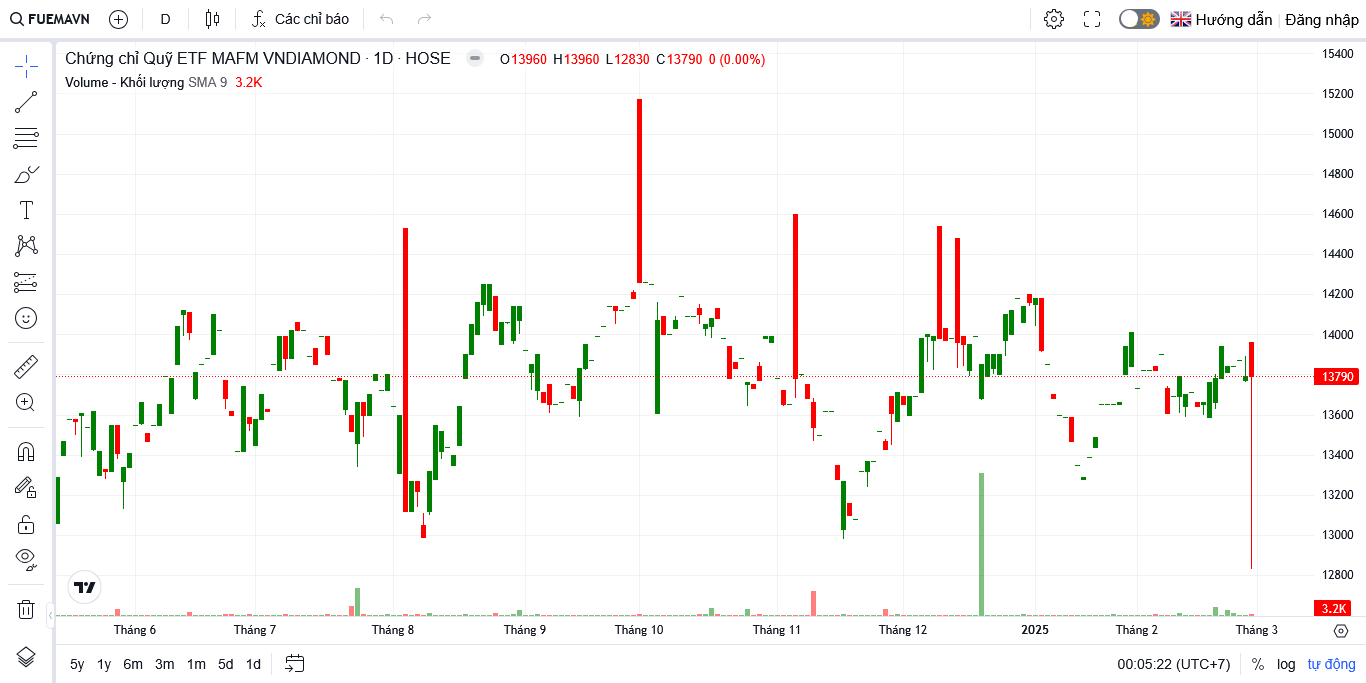 FUEMAVN D Các chỉ báo Hướng dẫn Đăng nhập
Chứng chỉ Quỹ ETF MAFM VNDIAMOND · 1D · HOSE O13960 H13960 L12830 C13790 0 (0.00%)
Volume - Khối lượng SMA 9 3.2K
15400
15200
15000
14800
14600
14400
14200
14000
13790
13600
13400
13200
13000
12800
3.2K
Tháng 6 Tháng 7 Tháng 8 Tháng 9 Tháng 10 Tháng 11 Tháng 12 2025 Tháng 2 Tháng 3
5y 1y 6m 3m 1m 5d 1d 00:05:22 (UTC+7) % log tự động